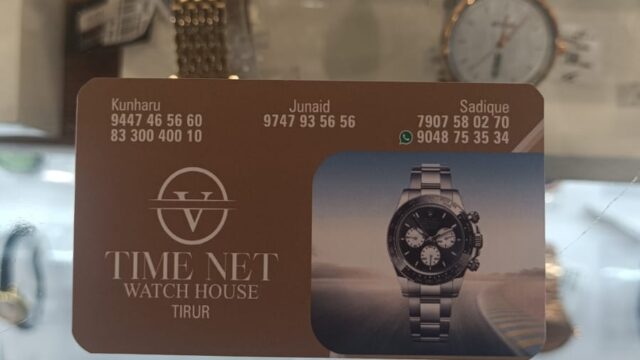 Kunharu
9447 46 56 60
83 300 400 10
Junaid
9747 93 56 56
Sadique
7907 58 02 70
9048 75 35 34
V
TIME NET
WATCH HOUSE
TIRUR